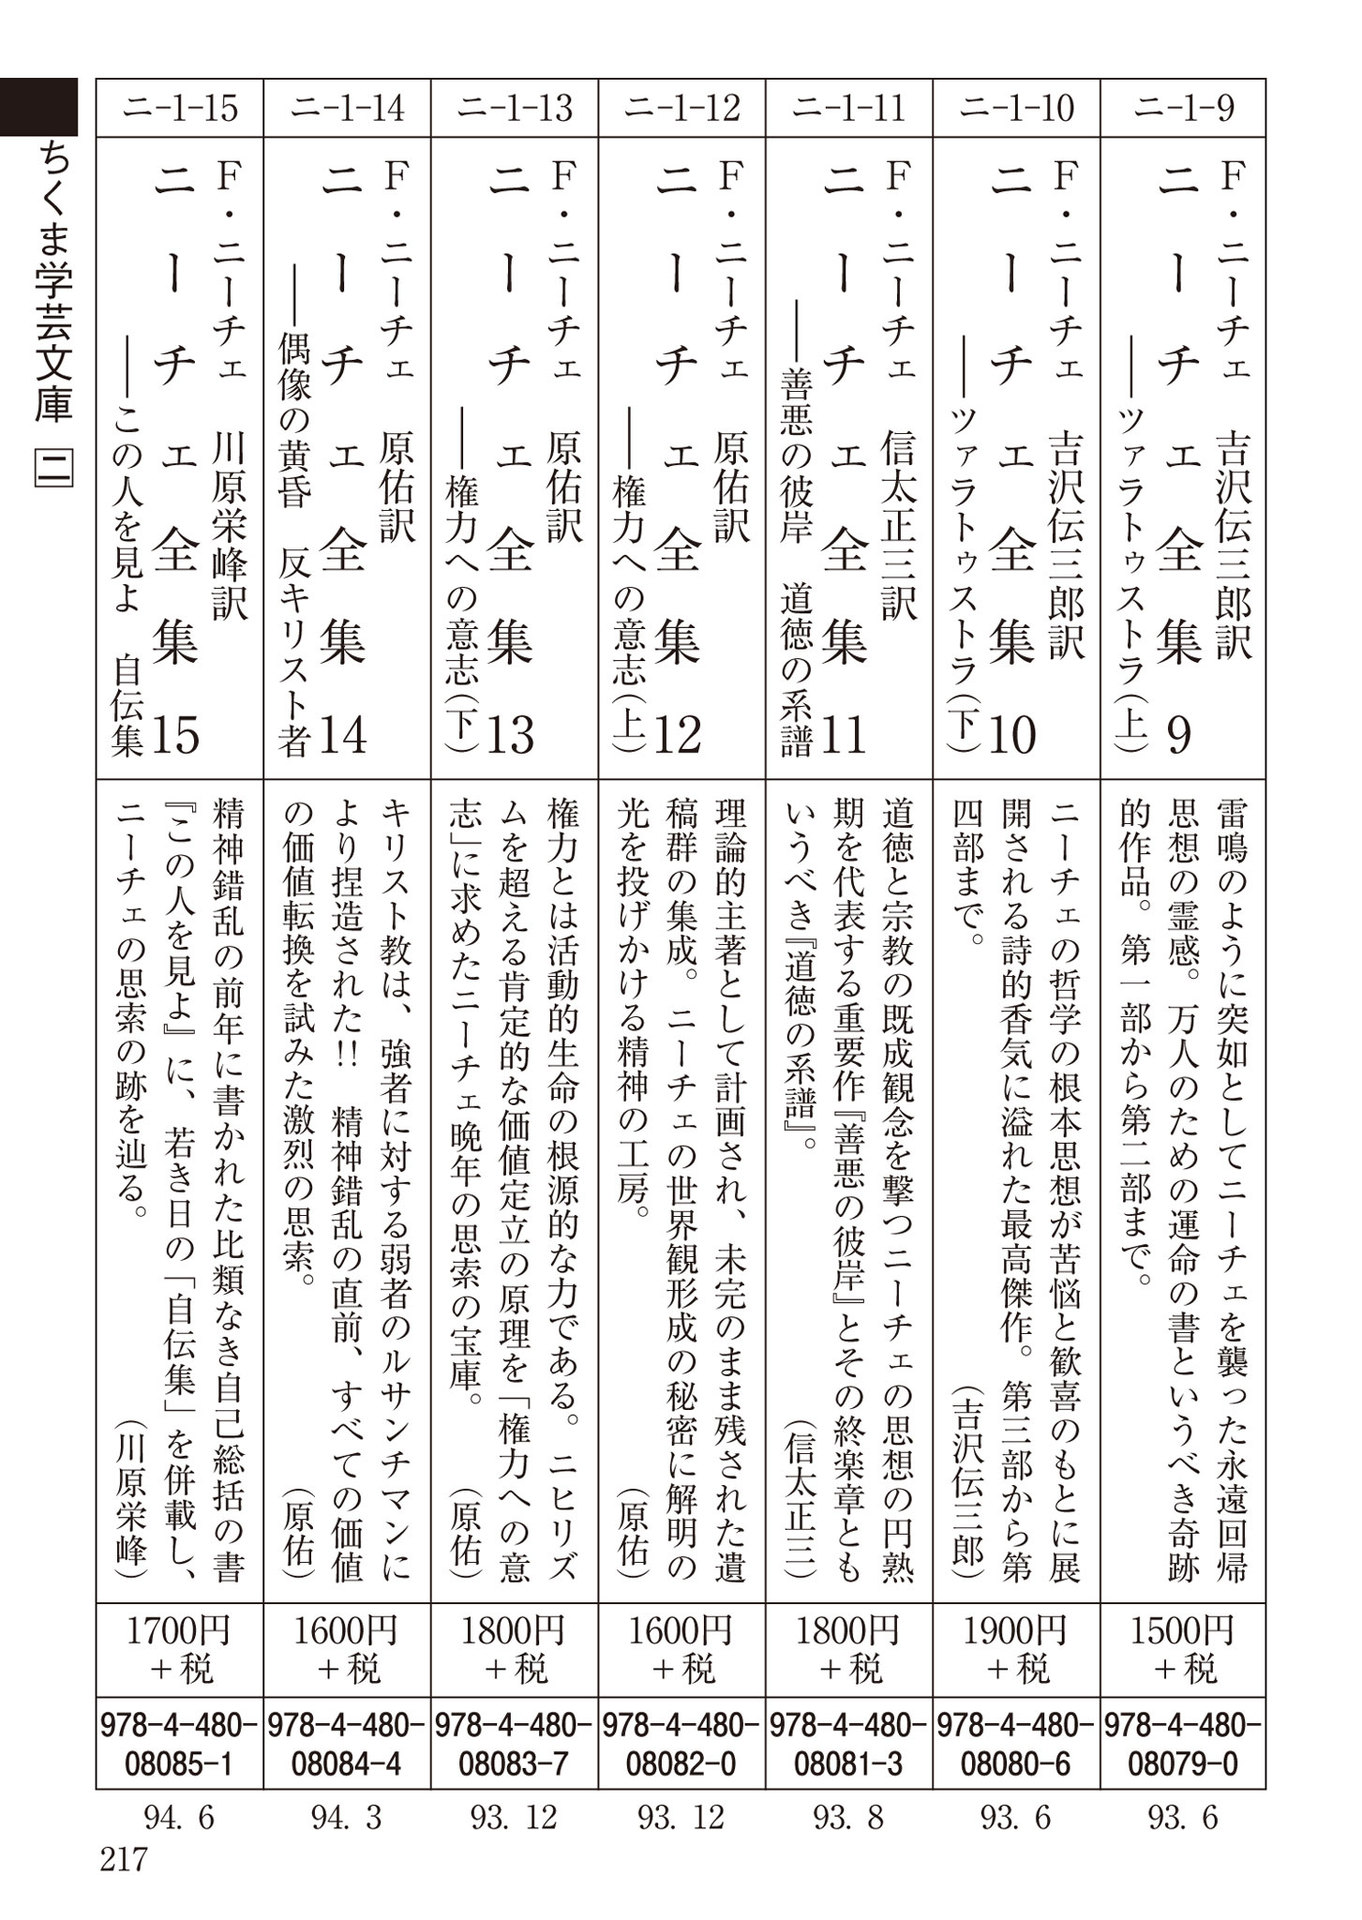 ニ-1-9
F・ニーチェ 吉沢伝三郎訳
ニーチェ全集 9
――ツァラトゥストラ(上)
雷鳴のように突如としてニーチェを襲った永遠回帰
思想の霊感。万人のための運命の書というべき奇跡
的作品。第一部から第二部まで。
1500円
+税
978-4-480-
08079-0
93. 6
ニ-1-10
F・ニーチェ 吉沢伝三郎訳
ニーチェ全集 10
――ツァラトゥストラ(下)
ニーチェの哲学の根本思想が苦悩と歓喜のもとに展
開される詩的香気に溢れた最高傑作。第三部から第
四部まで。 (吉沢伝三郎)
1900円
+税
978-4-480-
08080-6
93. 6
ニ-1-11
F・ニーチェ 信太正三訳
ニーチェ全集 11
――善悪の彼岸 道徳の系譜
道徳と宗教の既成観念を撃つニーチェの思想の円熟
期を代表する重要作『善悪の彼岸』とその終楽章とも
いうべき『道徳の系譜』。 (信太正三)
1800円
+税
978-4-480-
08081-3
93. 8
ニ-1-12
F・ニーチェ 原佑訳
ニーチェ全集 12
――権力への意志(上)
理論的主著として計画され、未完のまま残された遺
稿群の集成。ニーチェの世界観形成の秘密に解明の
光を投げかける精神の工房。 (原佑)
1600円
+税
978-4-480-
08082-0
93. 12
ニ-1-13
F・ニーチェ 原佑訳
ニーチェ全集 13
――権力への意志(下)
権力とは活動的生命の根源的な力である。ニヒリズ
ムを超える肯定的な価値定立の原理を「権力への意
志」に求めたニーチェ晩年の思索の宝庫。 (原佑)
1800円
+税
978-4-480-
08083-7
93. 12
ニ-1-14
F・ニーチェ 原佑訳
ニーチェ全集 14
――偶像の黄昏 反キリスト者
キリスト教は、強者に対する弱者のルサンチマンに
より捏造された!! 精神錯乱の直前、すべての価値
の価値転換を試みた激烈の思索。 (原佑)
1600円
+税
978-4-480-
08084-4
94. 3
ニ-1-15
F・ニーチェ 川原栄峰訳
ニーチェ全集 15
――この人を見よ 自伝集
精神錯乱の前年に書かれた比類なき自己総括の書
『この人を見よ』に、若き日の「自伝集」を併載し、
ニーチェの思索の跡を辿る。 (川原栄峰)
1700円
+税
978-4-480-
08085-1
94. 6
ちくま学芸文庫 ニ
217